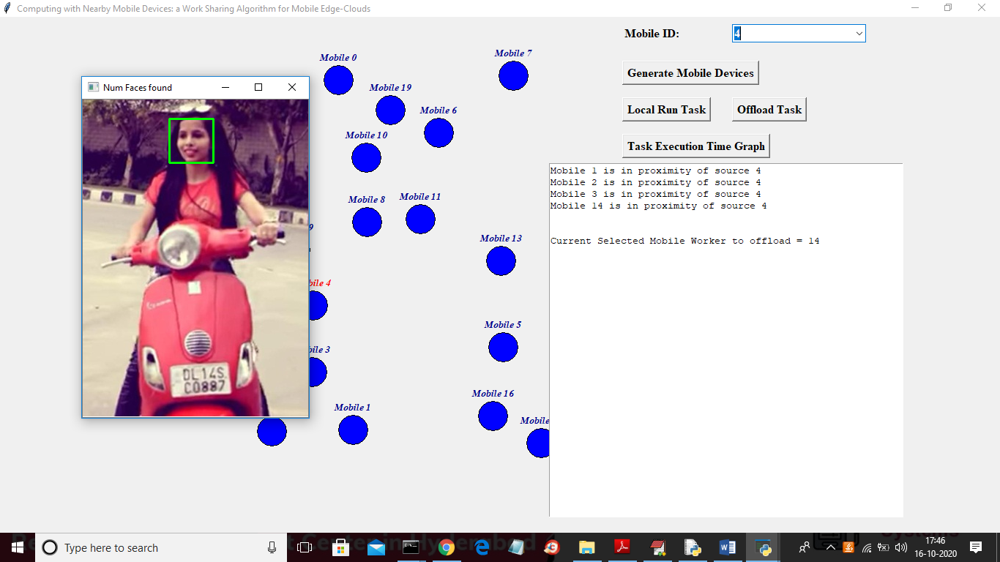 Computing with Nearby Mobile Devices: a Work Sharing Algorithm for Mobile Edge-Clouds
Mobile ID:
4
Generate Mobile Devices
Local Run Task
Offload Task
Task Execution Time Graph
Mobile 0
Mobile 7
Mobile 19
Mobile 6
Mobile 10
Mobile 8
Mobile 11
9
Mobile 13
bile 4
Mobile 5
bile 3
Mobile 16
Mobile 1
Mobile
Num Faces found
DL14S
C0887
Mobile 1 is in proximity of source 4
Mobile 2 is in proximity of source 4
Mobile 3 is in proximity of source 4
Mobile 14 is in proximity of source 4
Current Selected Mobile Worker to offload = 14
Type here to search
17:46
16-10-2020